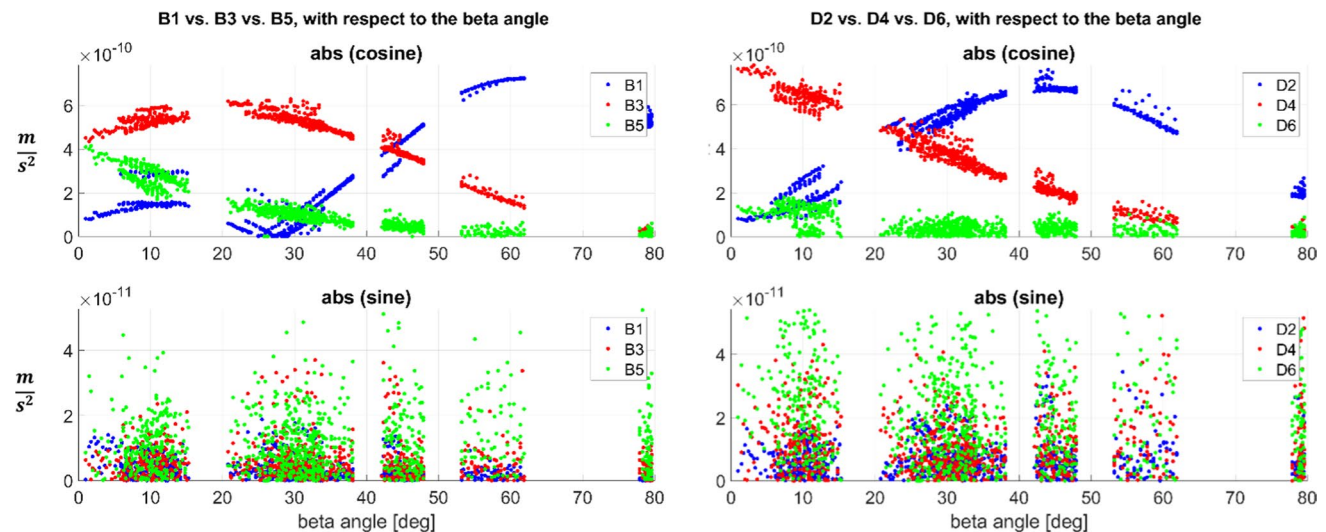 B1 vs. B3 vs. B5, with respect to the beta angle
D2 vs. D4 vs. D6, with respect to the beta angle
×10⁻¹⁰
abs (cosine)
B1
B3
B5
6
4
2
0
m
s²
0 10 20 30 40 50 60 70 80
×10⁻¹⁰
abs (cosine)
D2
D4
D6
6
4
2
0
0 10 20 30 40 50 60 70 80
×10⁻¹¹
abs (sine)
B1
B3
B5
4
2
0
m
s²
0 10 20 30 40 50 60 70 80
beta angle [deg]
×10⁻¹¹
abs (sine)
D2
D4
D6
4
2
0
0 10 20 30 40 50 60 70 80
beta angle [deg]